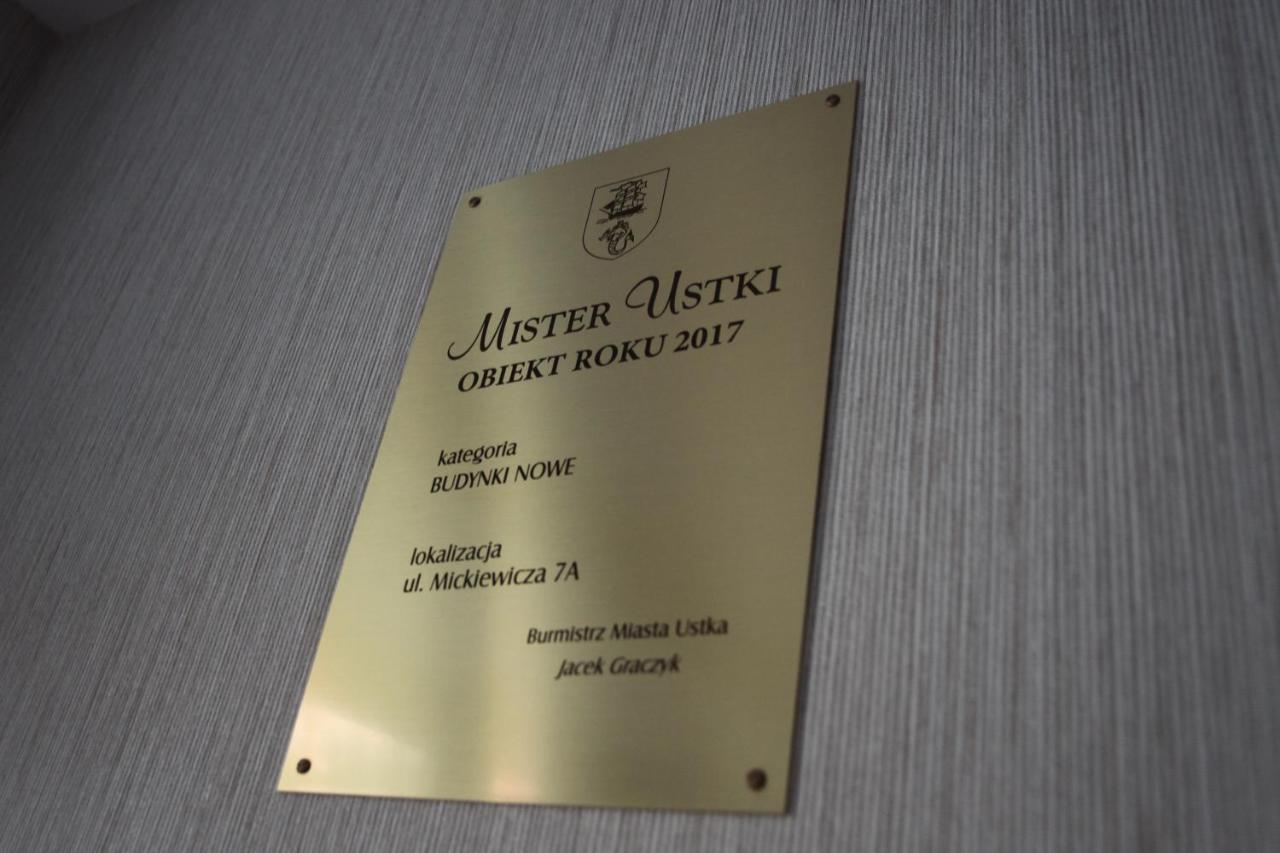 MISTER USTKI
OBIEKT ROKU 2017
kategoria
BUDYNKI NOWE
lokalizacja
ul. Mickiewicza 7A
Burmistrz Miasta Ustka
Jacek Graczyk